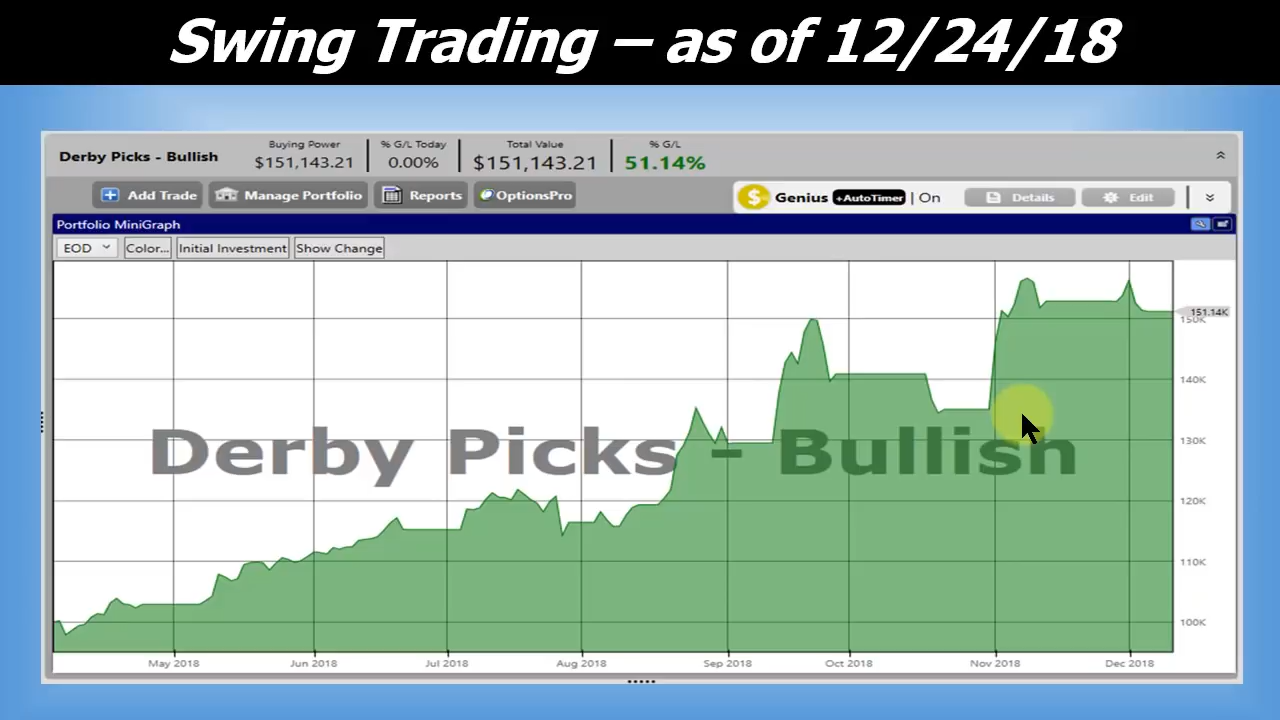 Swing Trading – as of 12/24/18
Derby Picks - Bullish
Buying Power
$151,143.21
% G/L Today
0.00%
Total Value
$151,143.21
% G/L
51.14%
Add Trade
Manage Portfolio
Reports
OptionsPro
Genius +AutoTimer | On
Details
Edit
Portfolio MiniGraph
EOD
Color...
Initial Investment
Show Change
151.14K
150K
140K
130K
Derby Picks - Bullish
120K
110K
100K
May 2018
Jun 2018
Jul 2018
Aug 2018
Sep 2018
Oct 2018
Nov 2018
Dec 2018